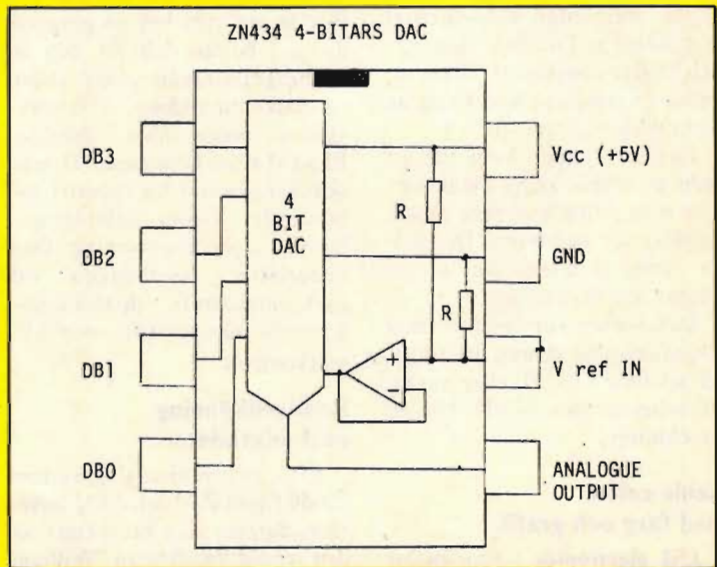 ZN434 4-BITARS DAC
DB3
DB2
DB1
DB0
4
BIT
DAC
R
R
+
-
Vcc (+5V)
GND
V ref IN
ANALOGUE
OUTPUT